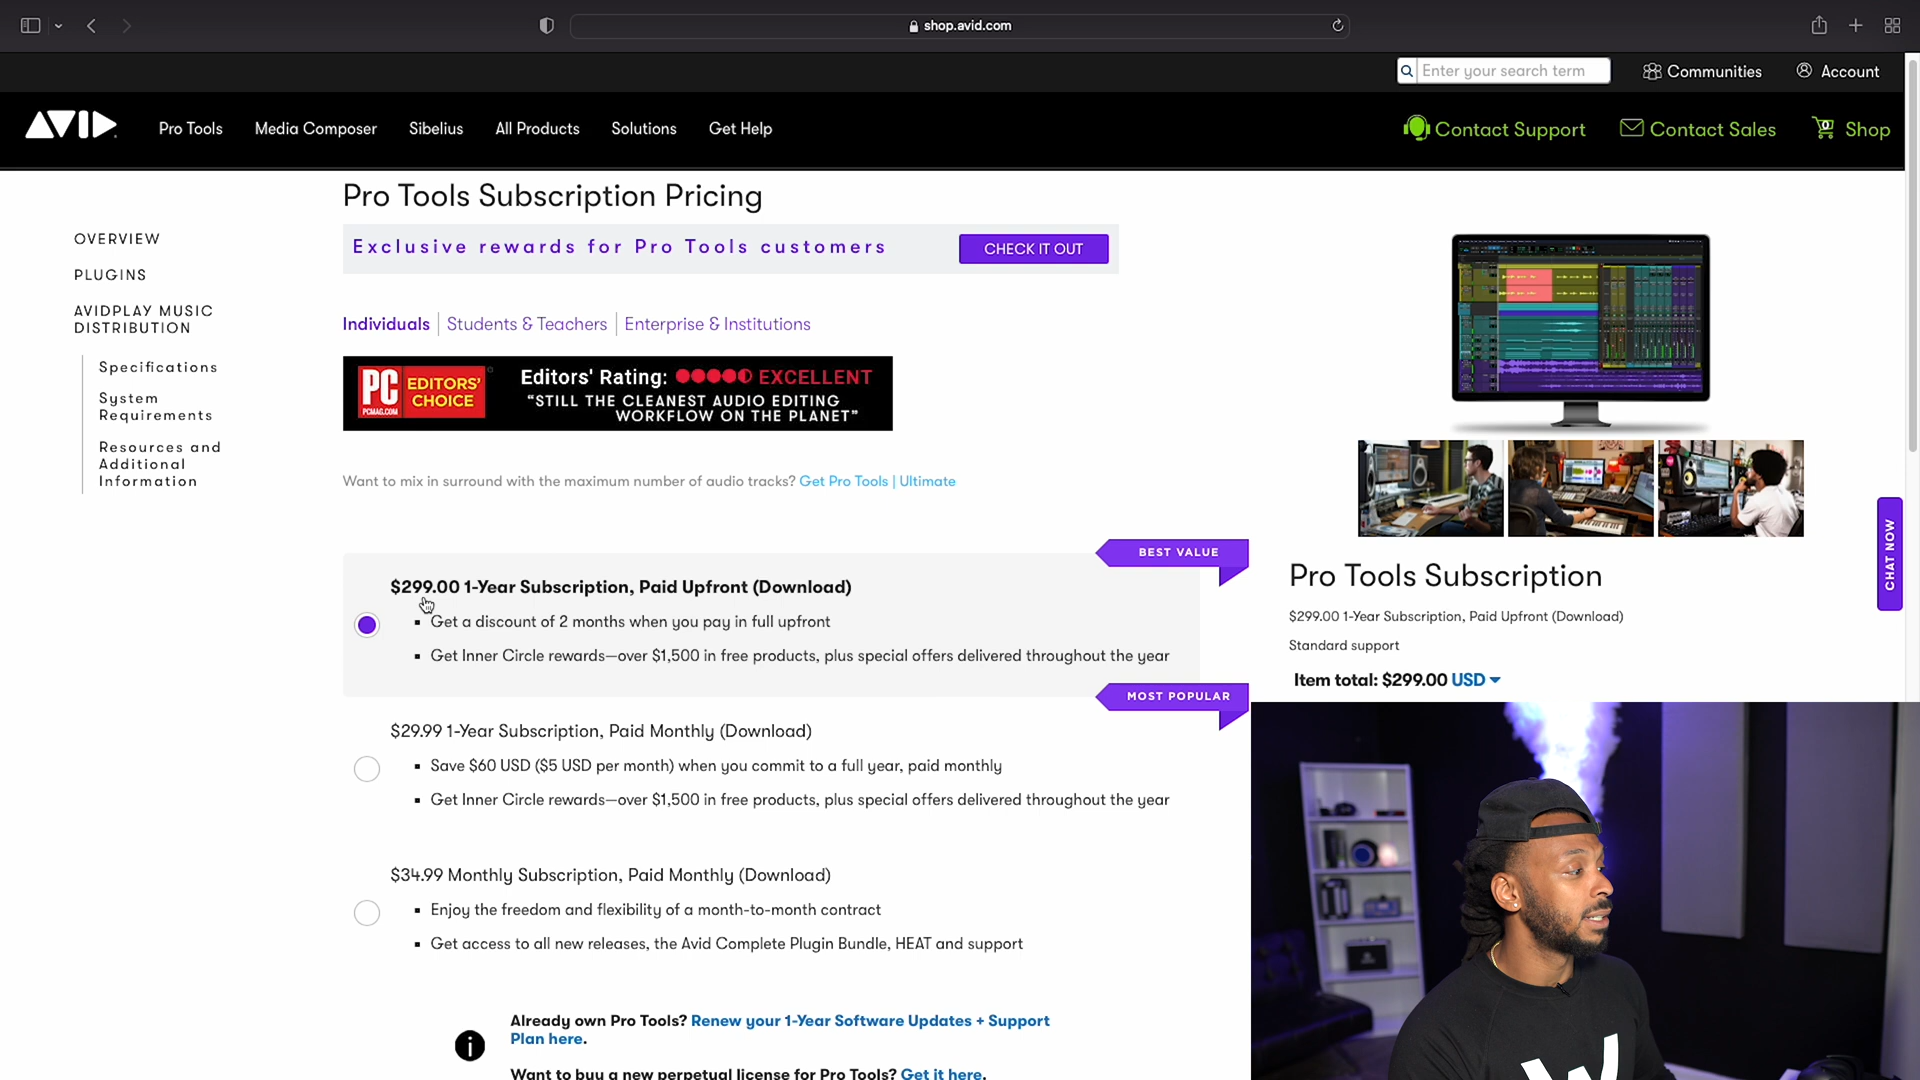 shop.avid.com
Enter your search term
Communities
Account
AVID
Pro Tools
Media Composer
Sibelius
All Products
Solutions
Get Help
Contact Support
Contact Sales
0
Shop
Pro Tools Subscription Pricing
OVERVIEW
PLUGINS
AVIDPLAY MUSIC
DISTRIBUTION
Specifications
System
Requirements
Resources and
Additional
Information
Exclusive rewards for Pro Tools customers
CHECK IT OUT
Individuals
Students & Teachers
Enterprise & Institutions
PC
PCMAG.COM
EDITORS'
CHOICE
Editors' Rating: EXCELLENT
“STILL THE CLEANEST AUDIO EDITING
WORKFLOW ON THE PLANET”
Want to mix in surround with the maximum number of audio tracks? Get Pro Tools | Ultimate
BEST VALUE
$299.00 1-Year Subscription, Paid Upfront (Download)
▪ Get a discount of 2 months when you pay in full upfront
▪ Get Inner Circle rewards—over $1,500 in free products, plus special offers delivered throughout the year
MOST POPULAR
$29.99 1-Year Subscription, Paid Monthly (Download)
▪ Save $60 USD ($5 USD per month) when you commit to a full year, paid monthly
▪ Get Inner Circle rewards—over $1,500 in free products, plus special offers delivered throughout the year
$34.99 Monthly Subscription, Paid Monthly (Download)
▪ Enjoy the freedom and flexibility of a month-to-month contract
▪ Get access to all new releases, the Avid Complete Plugin Bundle, HEAT and support
Already own Pro Tools? Renew your 1-Year Software Updates + Support
Plan here.
Want to buy a new perpetual license for Pro Tools? Get it here.
Pro Tools Subscription
$299.00 1-Year Subscription, Paid Upfront (Download)
Standard support
Item total: $299.00 USD
CHAT NOW